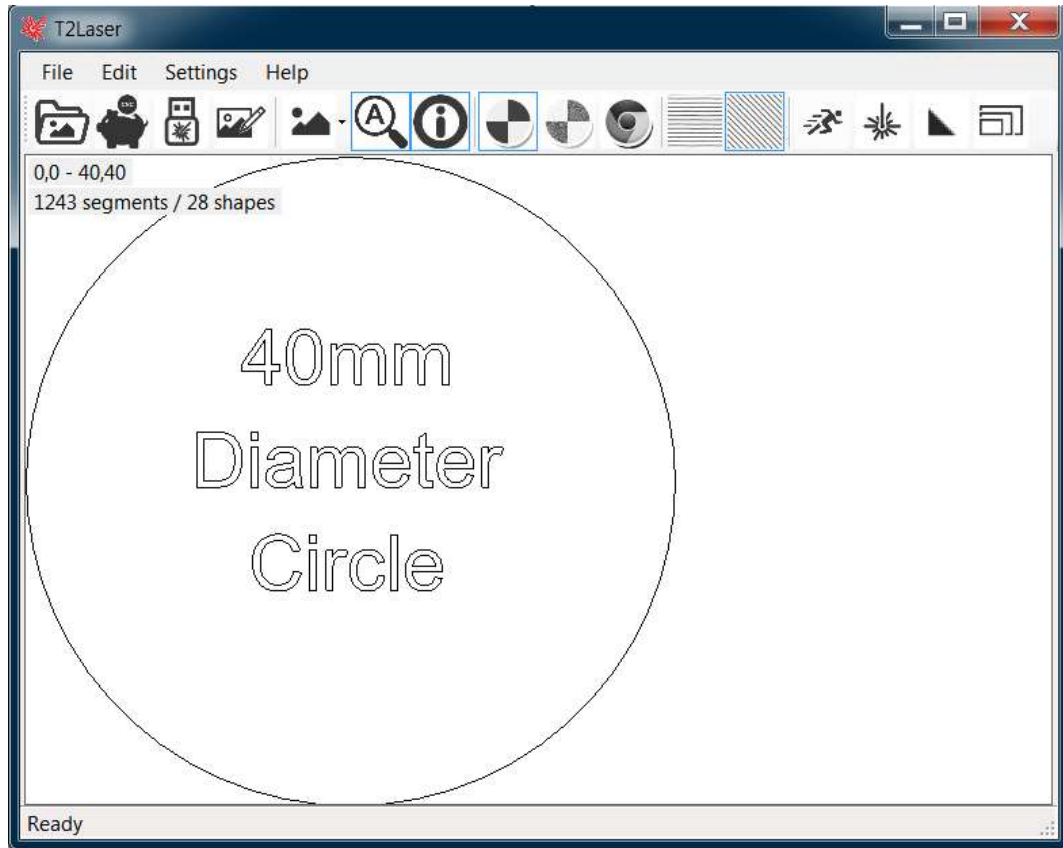 T2Laser
File Edit Settings Help
0,0 - 40,40
1243 segments / 28 shapes
40mm
Diameter
Circle
Ready